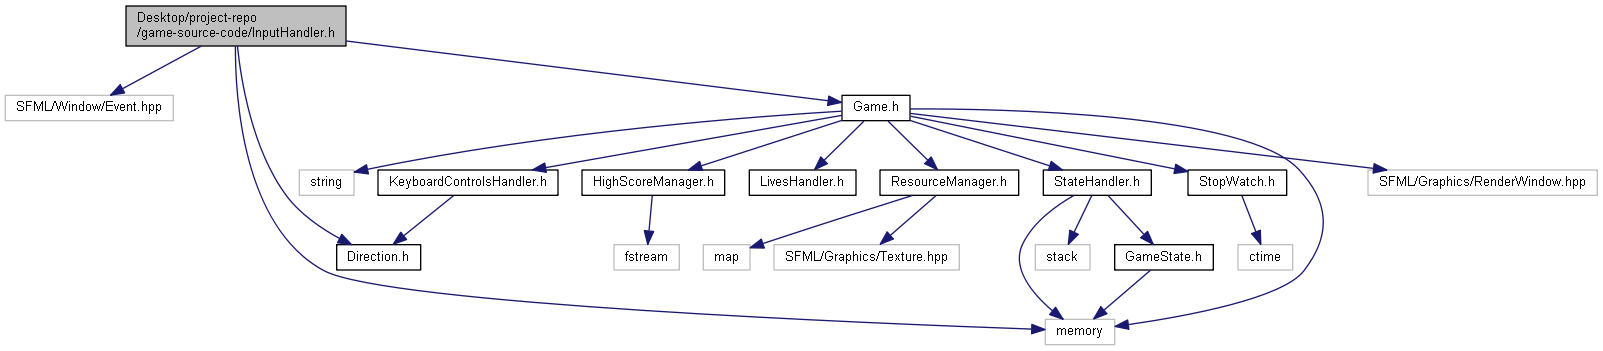 Desktop/project-repo
/game-source-code/InputHandler.h
SFML/Window/Event.hpp
Game.h
string
KeyboardControlsHandler.h
HighScoreManager.h
LivesHandler.h
ResourceManager.h
StateHandler.h
StopWatch.h
SFML/Graphics/RenderWindow.hpp
Direction.h
fstream
map
SFML/Graphics/Texture.hpp
stack
GameState.h
ctime
memory